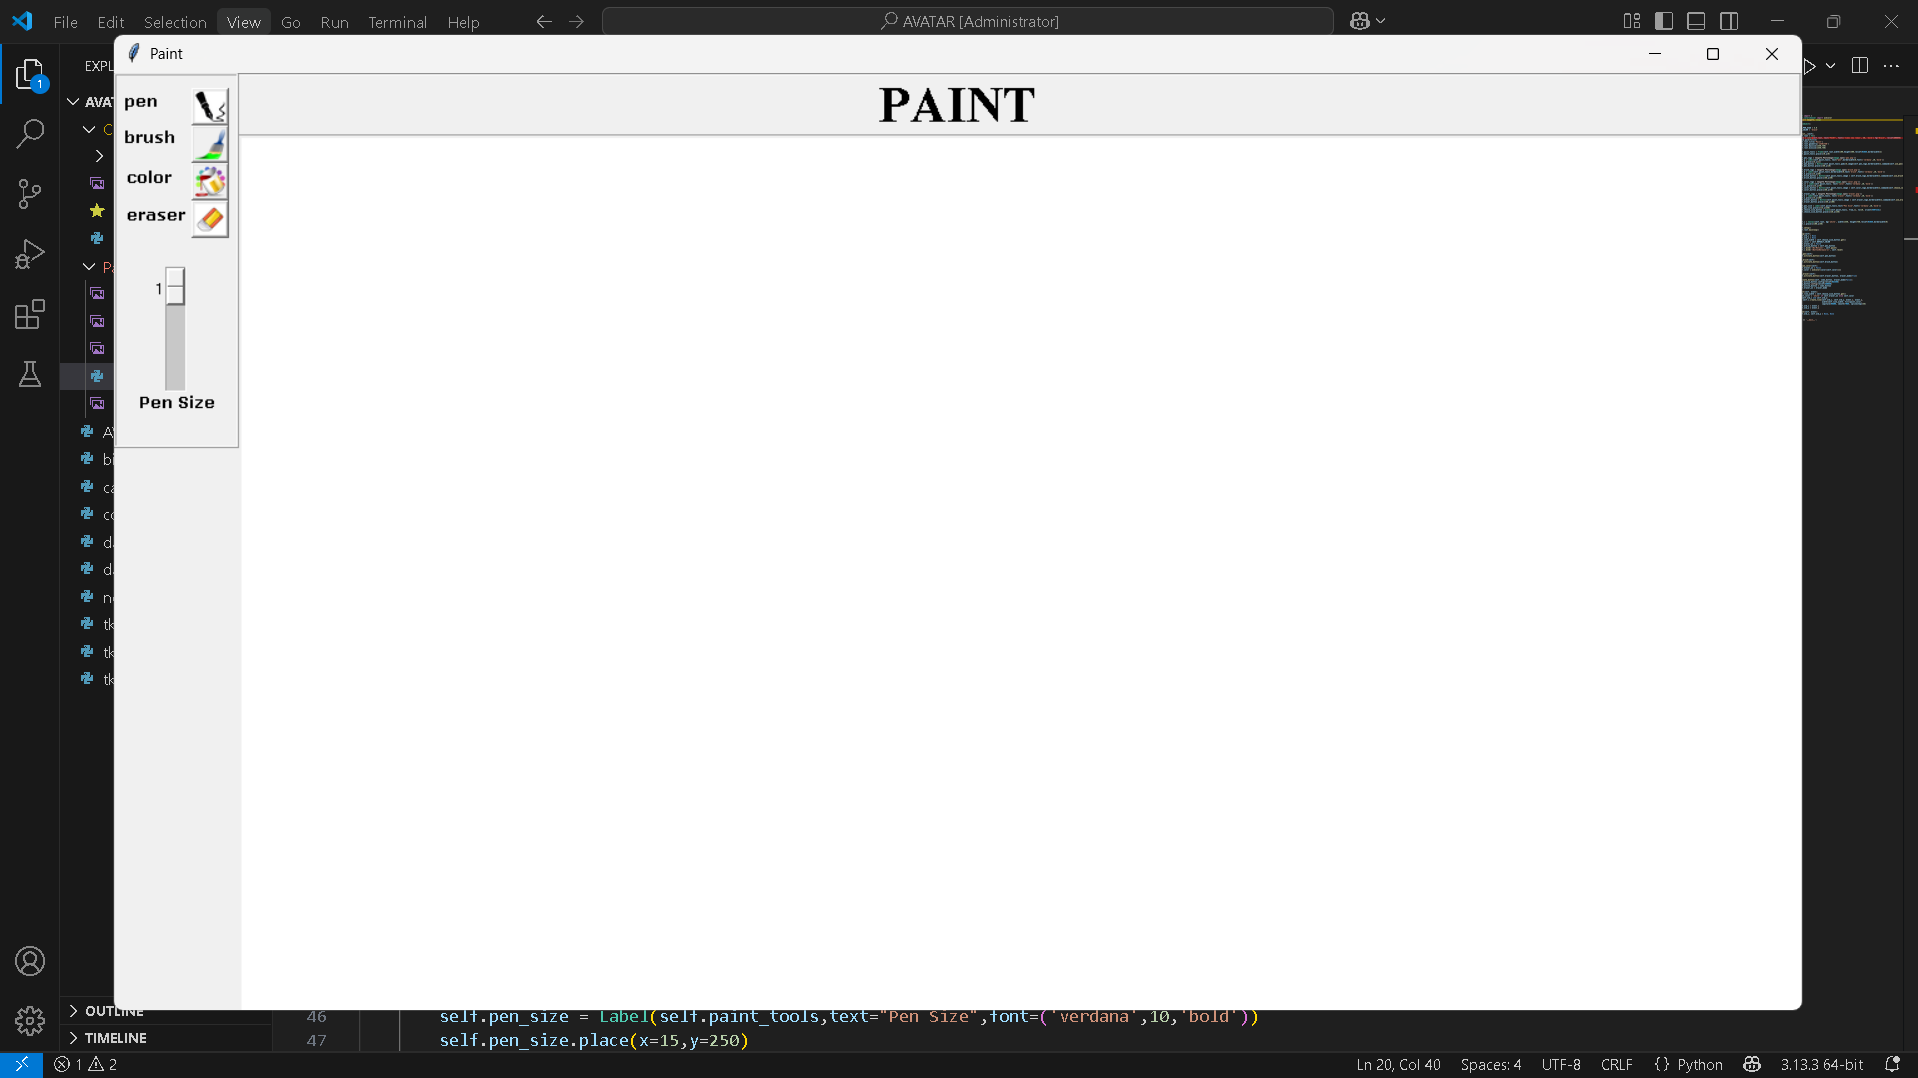 File Edit Selection View Go Run Terminal Help
AVATAR [Administrator]
Paint
EXPL
AVA
PAINT
pen
brush
color
eraser
1
1
Pen Size
OUTLINE
TIMELINE
46 self.pen_size = Label(self.paint_tools,text="Pen Size",font=('verdana',10,'bold'))
47 self.pen_size.place(x=15,y=250)
1 2
Ln 20, Col 40 Spaces: 4 UTF-8 CRLF {} Python 3.13.3 64-bit